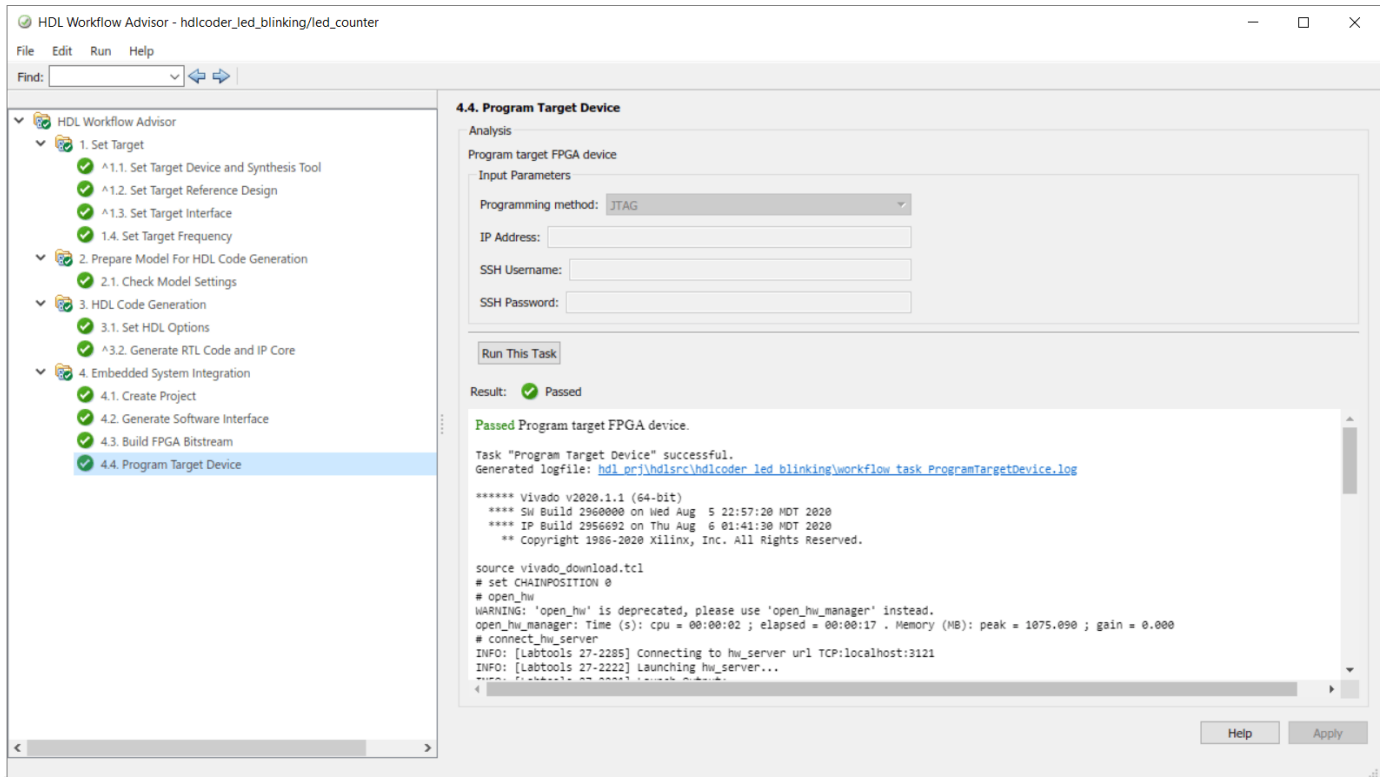 HDL Workflow Advisor - hdlcoder_led_blinking/led_counter
File Edit Run Help
Find:
HDL Workflow Advisor
1. Set Target
^1.1. Set Target Device and Synthesis Tool
^1.2. Set Target Reference Design
^1.3. Set Target Interface
1.4. Set Target Frequency
2. Prepare Model For HDL Code Generation
2.1. Check Model Settings
3. HDL Code Generation
3.1. Set HDL Options
^3.2. Generate RTL Code and IP Core
4. Embedded System Integration
4.1. Create Project
4.2. Generate Software Interface
4.3. Build FPGA Bitstream
4.4. Program Target Device
4.4. Program Target Device
Analysis
Program target FPGA device
Input Parameters
Programming method: JTAG
IP Address:
SSH Username:
SSH Password:
Run This Task
Result: Passed
Passed Program target FPGA device.
Task "Program Target Device" successful.
Generated logfile: hdl_prj\hdlsrc\hdlcoder_led_blinking\workflow_task_ProgramTargetDevice.log
****** Vivado v2020.1.1 (64-bit)
**** SW Build 2960000 on Wed Aug 5 22:57:20 MDT 2020
**** IP Build 2956692 on Thu Aug 6 01:41:30 MDT 2020
** Copyright 1986-2020 Xilinx, Inc. All Rights Reserved.
source vivado_download.tcl
# set CHAINPOSITION 0
# open_hw
WARNING: 'open_hw' is deprecated, please use 'open_hw_manager' instead.
open_hw_manager: Time (s): cpu = 00:00:02 ; elapsed = 00:00:17 . Memory (MB): peak = 1075.090 ; gain = 0.000
# connect_hw_server
INFO: [Labtools 27-2285] Connecting to hw_server url TCP:localhost:3121
INFO: [Labtools 27-2222] Launching hw_server...
Help
Apply